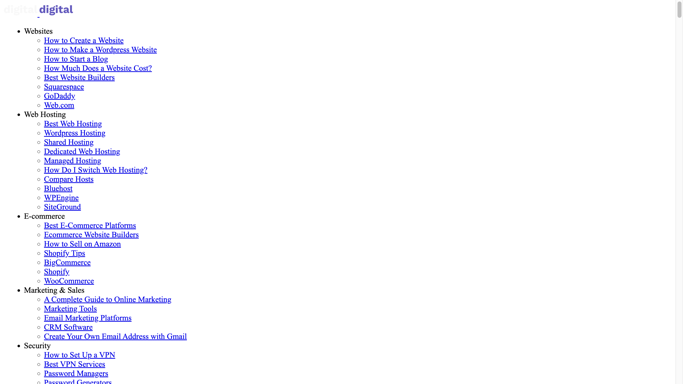 digital digital
Websites
How to Create a Website
How to Make a Wordpress Website
How to Start a Blog
How Much Does a Website Cost?
Best Website Builders
Squarespace
GoDaddy
Web.com
Web Hosting
Best Web Hosting
Wordpress Hosting
Shared Hosting
Dedicated Web Hosting
Managed Hosting
How Do I Switch Web Hosting?
Compare Hosts
Bluehost
WPEngine
SiteGround
E-commerce
Best E-Commerce Platforms
Ecommerce Website Builders
How to Sell on Amazon
Shopify Tips
BigCommerce
Shopify
WooCommerce
Marketing & Sales
A Complete Guide to Online Marketing
Marketing Tools
Email Marketing Platforms
CRM Software
Create Your Own Email Address with Gmail
Security
How to Set Up a VPN
Best VPN Services
Password Managers
Password Generators